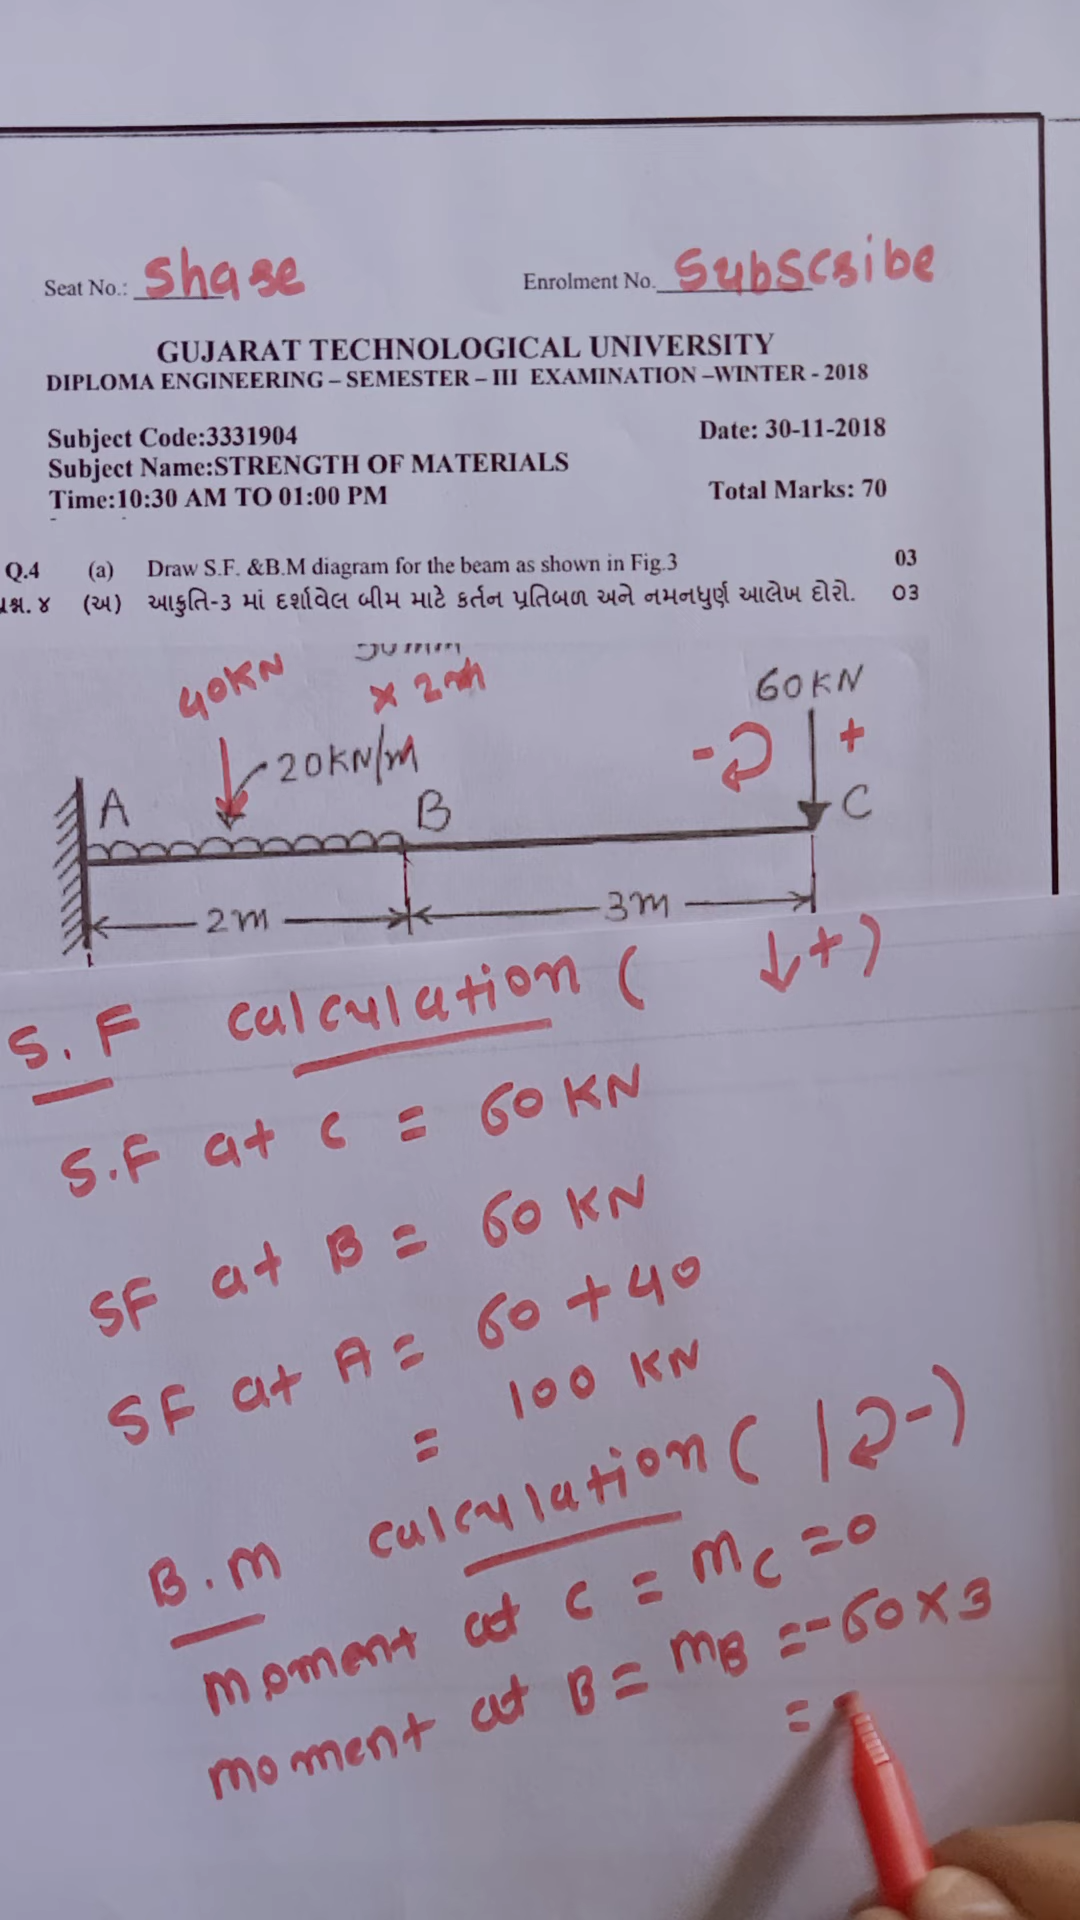 Seat No.: Share
Enrolment No. Subscribe
GUJARAT TECHNOLOGICAL UNIVERSITY
DIPLOMA ENGINEERING – SEMESTER – III EXAMINATION –WINTER - 2018
Subject Code:3331904
Date: 30-11-2018
Subject Name:STRENGTH OF MATERIALS
Time:10:30 AM TO 01:00 PM
Total Marks: 70
Q.4 (a) Draw S.F. &B.M diagram for the beam as shown in Fig.3 03
પ્રશ્ન. ૪ (અ) આકૃતિ-3 માં દર્શાવેલ બીમ માટે કર્તન પ્રતિબળ અને નમનધુર્ણ આલેખ દોરો. ૦૩
40KN
× 2m
60KN
20KN/m
- +
A B C
2m 3m
S.F calculation ( ↓+)
S.F at C = 60 KN
SF at B = 60 KN
SF at A = 60 + 40
= 100 KN
B.M calculation ( | -)
moment at C = Mc = 0
moment at B = MB = -60 × 3
= -